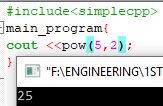 #include<simplecpp>
main_program{
cout <<pow(5,2);
}
"F:\ENGINEERING\1ST
25